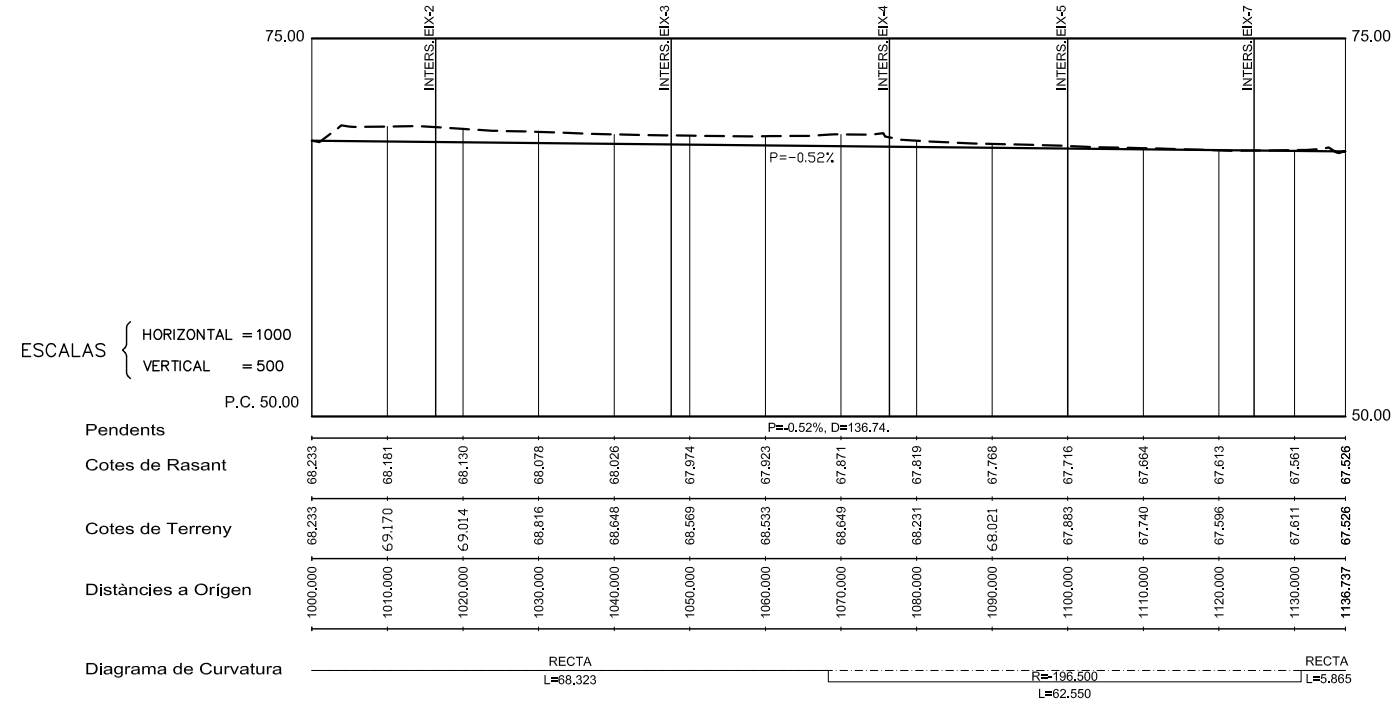 INTERS. EIX-2
INTERS. EIX-3
INTERS. EIX-4
INTERS. EIX-5
INTERS. EIX-7
75.00
75.00
P=-0.52%
ESCALAS
HORIZONTAL = 1000
VERTICAL = 500
P.C. 50.00
50.00
Pendents
P=-0.52%, D=136.74.
Cotes de Rasant
68.233 68.181 68.130 68.078 68.026 67.974 67.923 67.871 67.819 67.768 67.716 67.664 67.613 67.561 67.526
Cotes de Terreny
68.233 69.170 69.014 68.816 68.648 68.569 68.533 68.649 68.231 68.021 67.883 67.740 67.596 67.611 67.526
Distàncies a Orígen
1000.000 1010.000 1020.000 1030.000 1040.000 1050.000 1060.000 1070.000 1080.000 1090.000 1100.000 1110.000 1120.000 1130.000 1136.737
Diagrama de Curvatura
RECTA
L=68.323
R=-196.500
L=62.550
RECTA
L=5.865